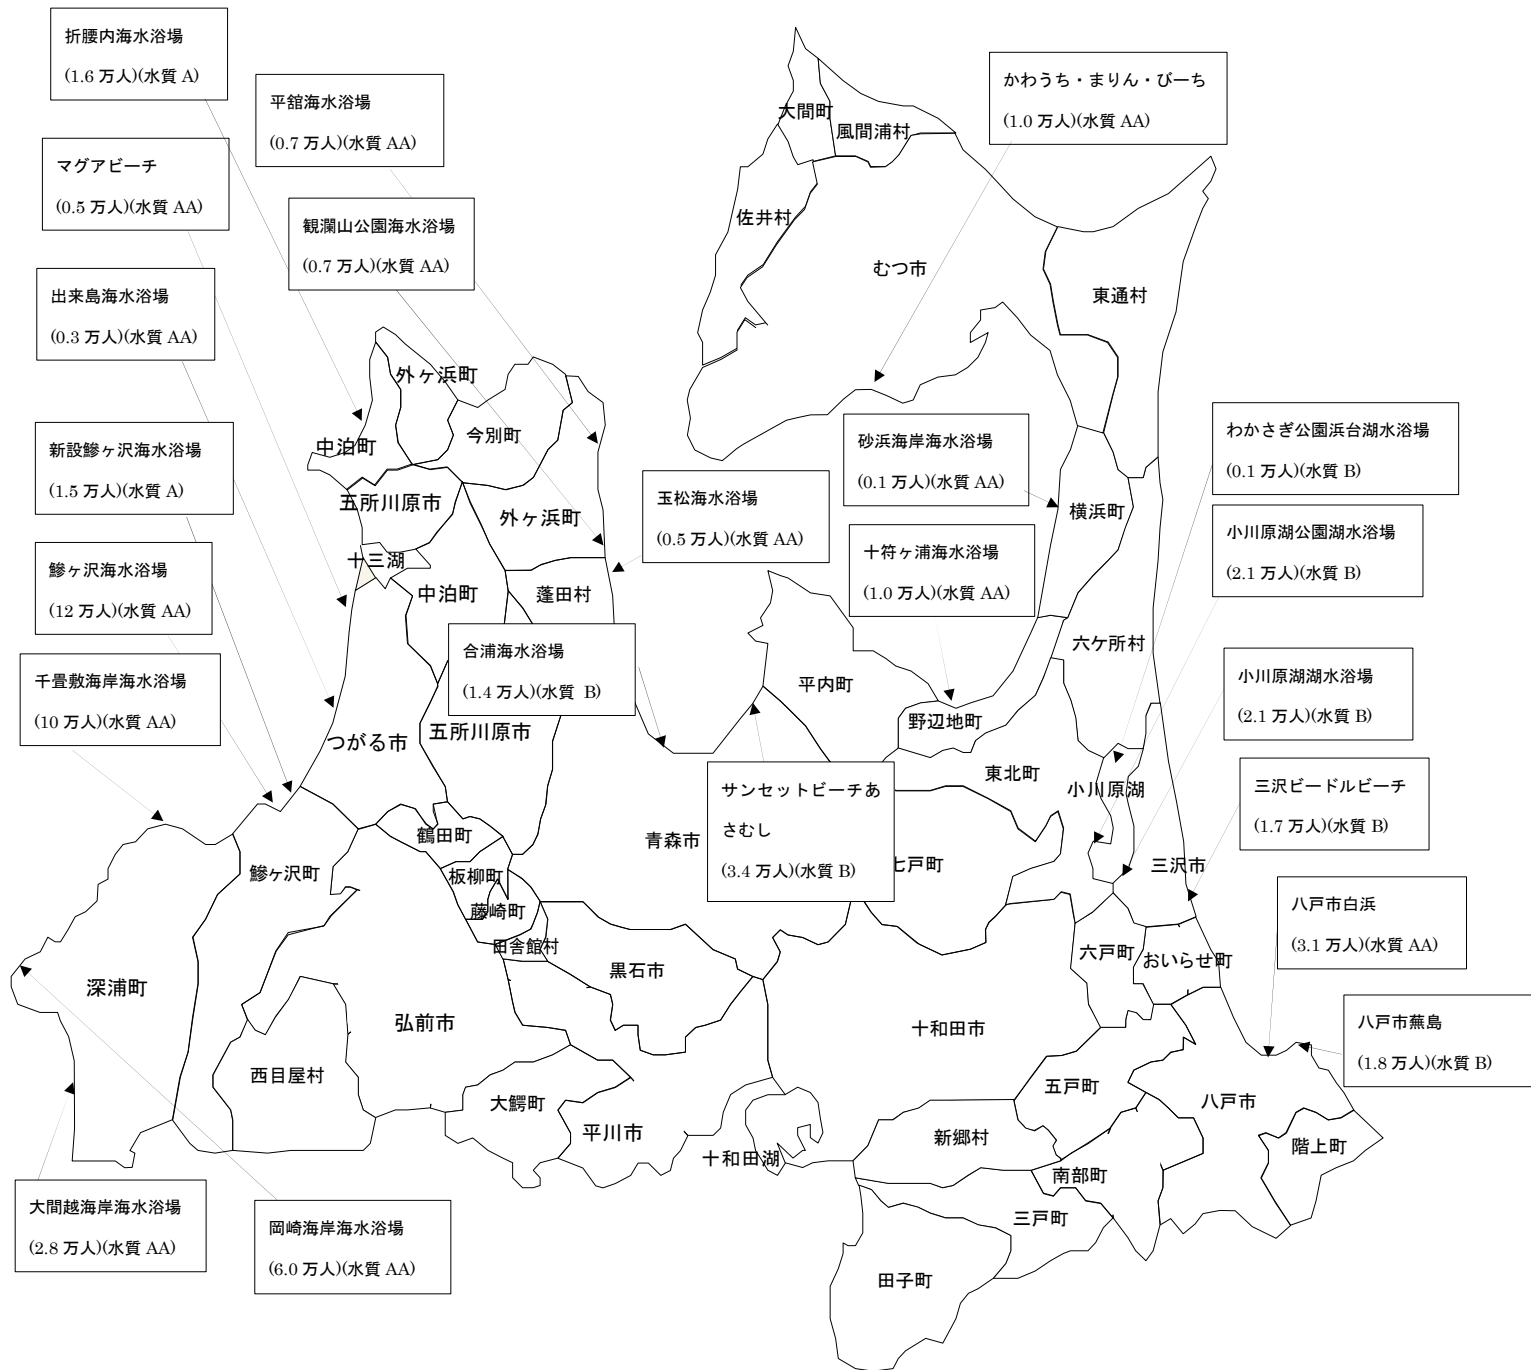 折腰内海水浴場
(1.6 万人)(水質 A)
平舘海水浴場
(0.7 万人)(水質 AA)
かわうち・まりん・びーち
(1.0 万人)(水質 AA)
マグアビーチ
(0.5 万人)(水質 AA)
観瀾山公園海水浴場
(0.7 万人)(水質 AA)
出来島海水浴場
(0.3 万人)(水質 AA)
新設鰺ヶ沢海水浴場
(1.5 万人)(水質 A)
鰺ヶ沢海水浴場
(12 万人)(水質 AA)
千畳敷海岸海水浴場
(10 万人)(水質 AA)
玉松海水浴場
(0.5 万人)(水質 AA)
砂浜海岸海水浴場
(0.1 万人)(水質 AA)
十符ヶ浦海水浴場
(1.0 万人)(水質 AA)
わかさぎ公園浜台湖水浴場
(0.1 万人)(水質 B)
小川原湖公園湖水浴場
(2.1 万人)(水質 B)
小川原湖湖水浴場
(2.1 万人)(水質 B)
合浦海水浴場
(1.4 万人)(水質 B)
サンセットビーチあ
さむし
(3.4 万人)(水質 B)
三沢ビードルビーチ
(1.7 万人)(水質 B)
八戸市白浜
(3.1 万人)(水質 AA)
八戸市蕪島
(1.8 万人)(水質 B)
大間越海岸海水浴場
(2.8 万人)(水質 AA)
岡崎海岸海水浴場
(6.0 万人)(水質 AA)
大間町
風間浦村
佐井村
むつ市
東通村
外ヶ浜町
中泊町
今別町
五所川原市
外ヶ浜町
横浜町
十三湖
中泊町
蓬田村
六ケ所村
平内町
野辺地町
つがる市
五所川原市
東北町
小川原湖
鶴田町
青森市
七戸町
三沢市
鰺ヶ沢町
板柳町
藤崎町
田舎館村
黒石市
六戸町
おいらせ町
深浦町
弘前市
十和田市
西目屋村
大鰐町
平川市
十和田湖
五戸町
八戸市
新郷村
階上町
南部町
三戸町
田子町